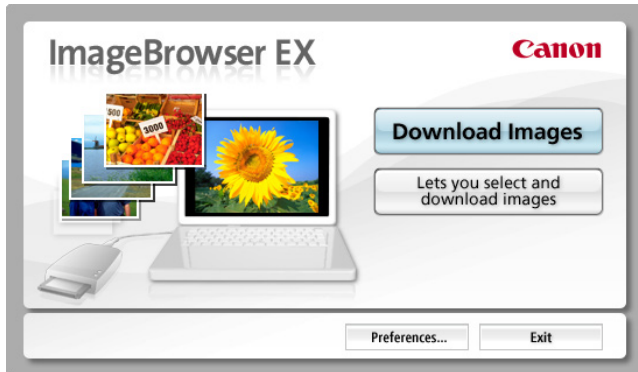 ImageBrowser EX
Canon
500
3000
Download Images
Lets you select and
download images
Preferences...
Exit